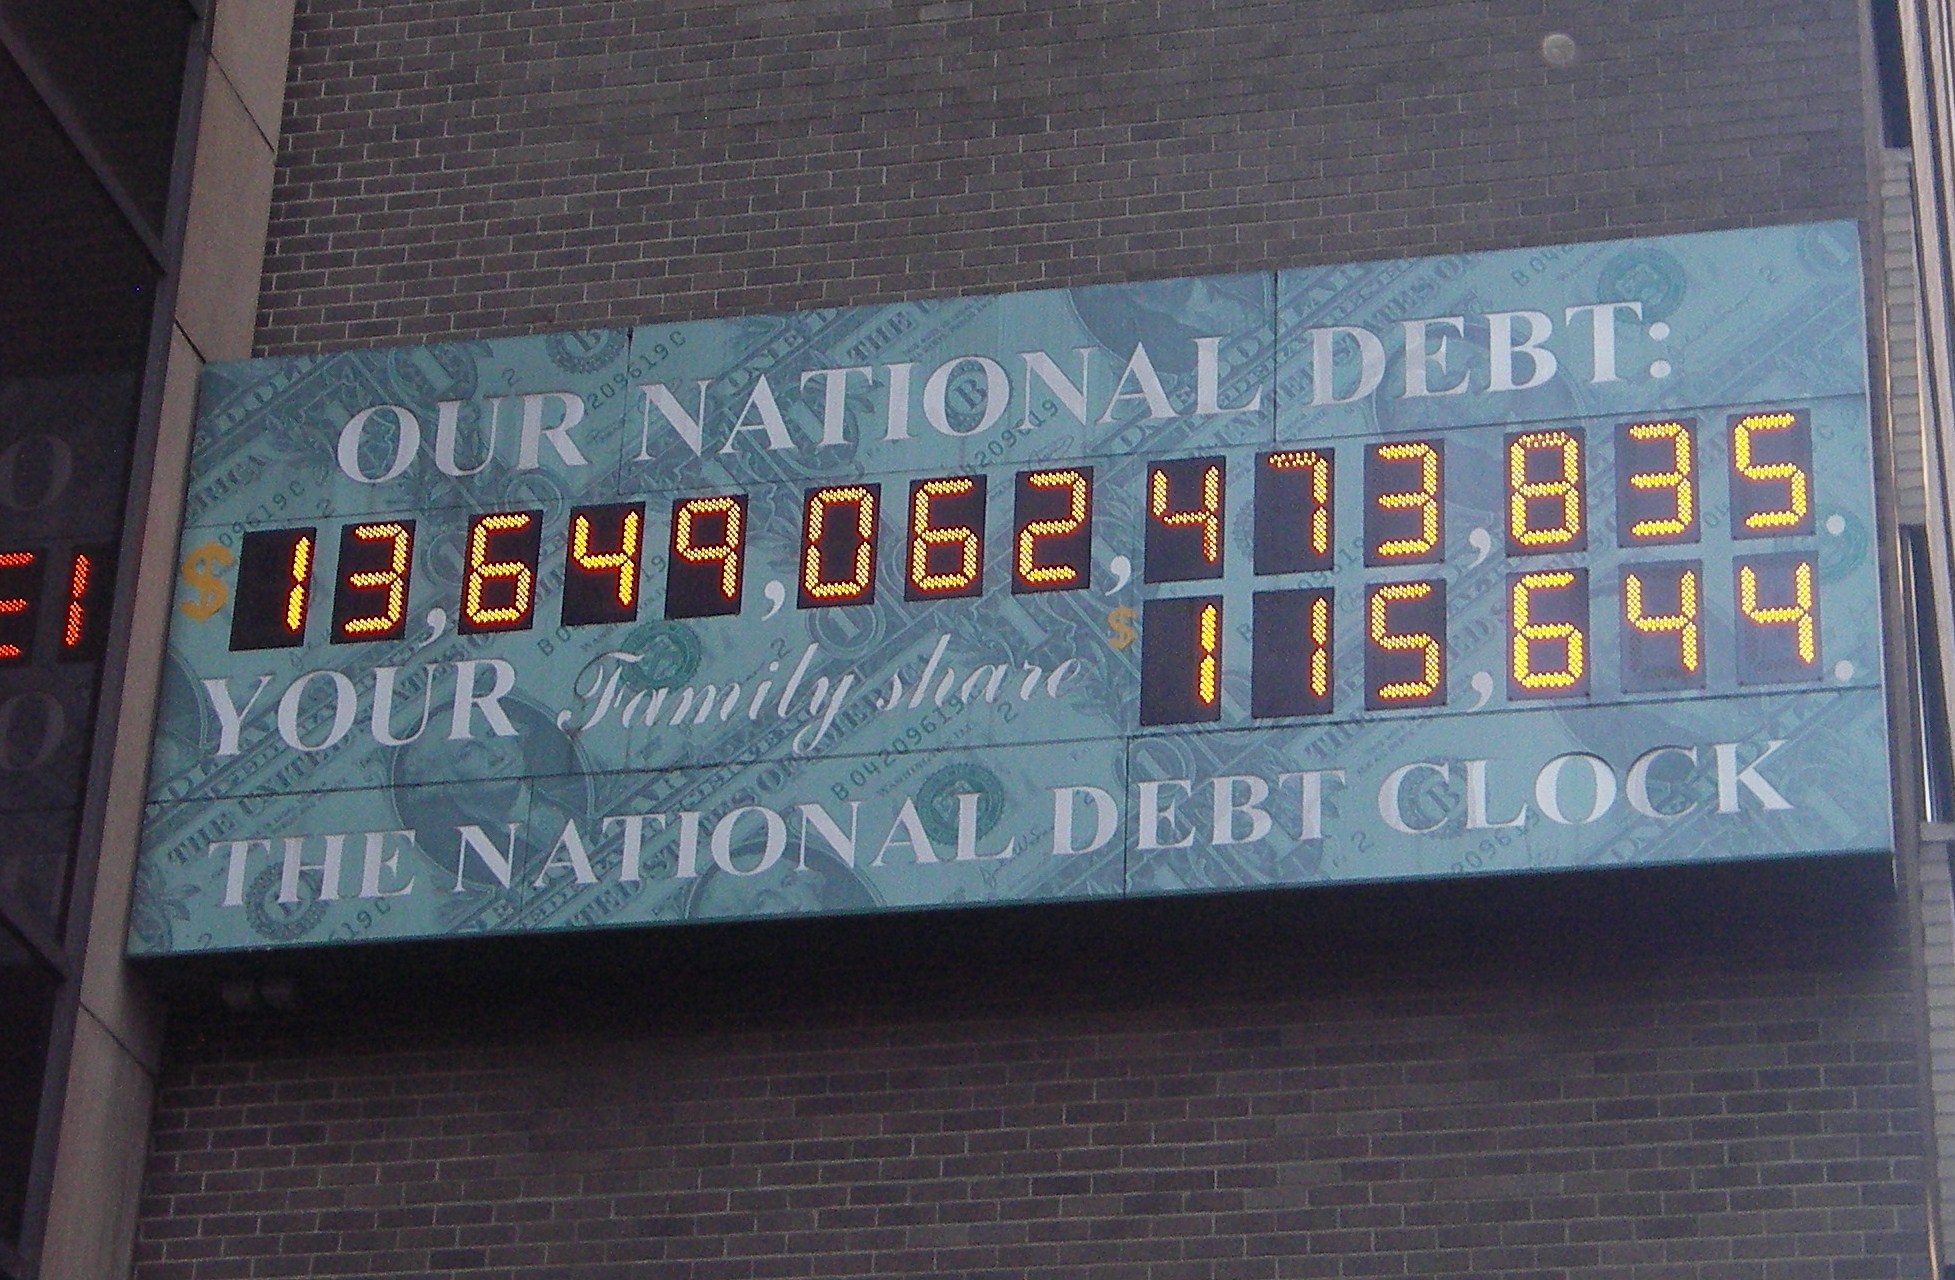 OUR NATIONAL DEBT:
$13,649,062,473,835.
YOUR Family share $115,644.
THE NATIONAL DEBT CLOCK